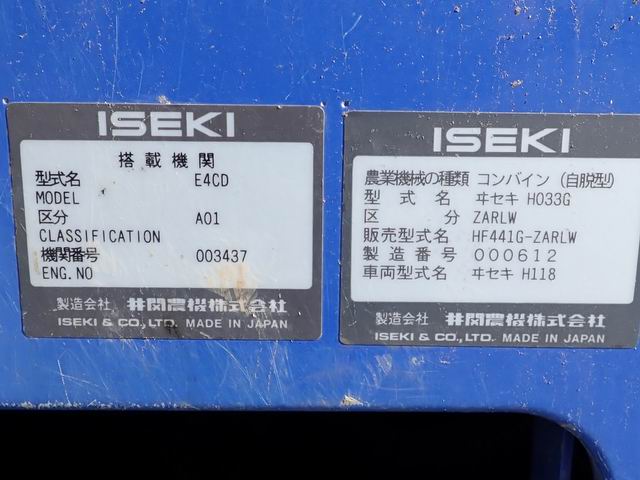 ISEKI
搭載機関
型式名 E4CD
MODEL
区分 A01
CLASSIFICATION
機関番号 003437
ENG.NO
製造会社 井関農機株式会社
ISEKI & CO., LTD. MADE IN JAPAN
ISEKI
農業機械の種類 コンバイン (自脱型)
型式名 ヰセキ H033G
区分 ZARLW
販売型式名 HF441G-ZARLW
製造番号 000612
車両型式名 ヰセキ H118
製造会社 井関農機株式会社
ISEKI & CO., LTD. MADE IN JAPAN